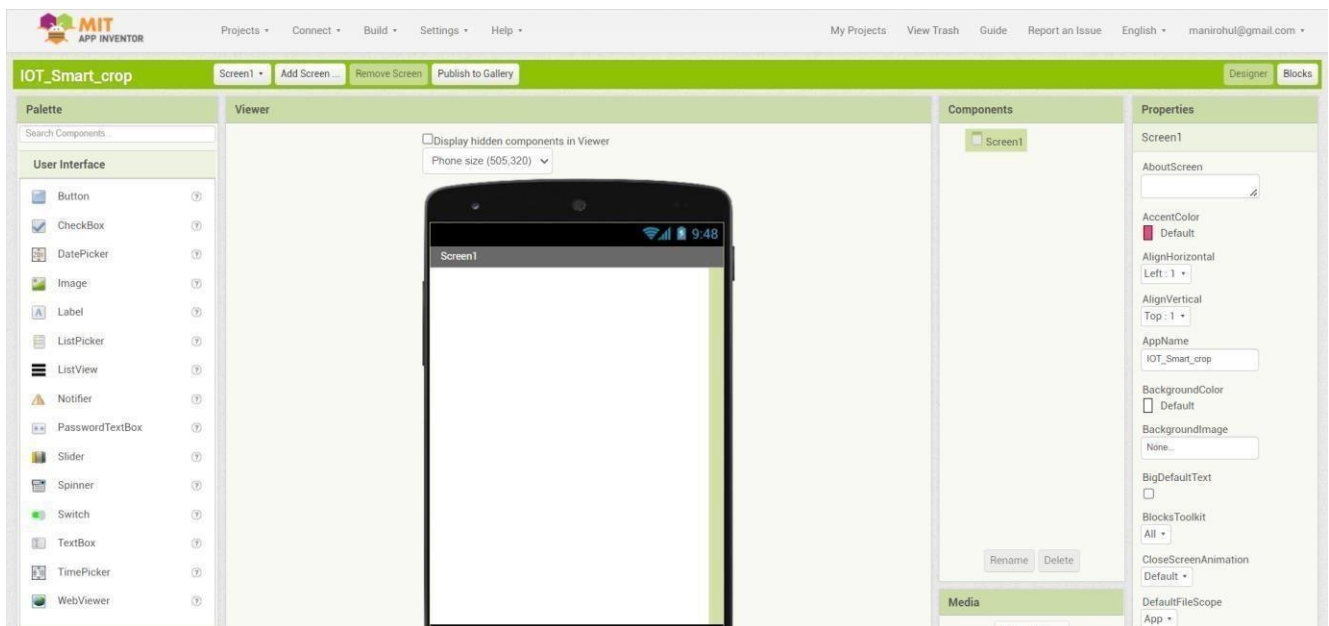 MIT
APP INVENTOR
Projects Connect Build Settings Help My Projects View Trash Guide Report an Issue English manirohul@gmail.com
IOT_Smart_crop Screen1 Add Screen ... Remove Screen Publish to Gallery Designer Blocks
Palette
Search Components...
User Interface
Button
CheckBox
DatePicker
Image
Label
ListPicker
ListView
Notifier
PasswordTextBox
Slider
Spinner
Switch
TextBox
TimePicker
WebViewer
Viewer
Display hidden components in Viewer
Phone size (505,320)
9:48
Screen1
Components
Screen1
Rename Delete
Media
Properties
Screen1
AboutScreen
AccentColor
Default
AlignHorizontal
Left : 1
AlignVertical
Top : 1
AppName
IOT_Smart_crop
BackgroundColor
Default
BackgroundImage
None...
BigDefaultText
BlocksToolkit
All
CloseScreenAnimation
Default
DefaultFileScope
App